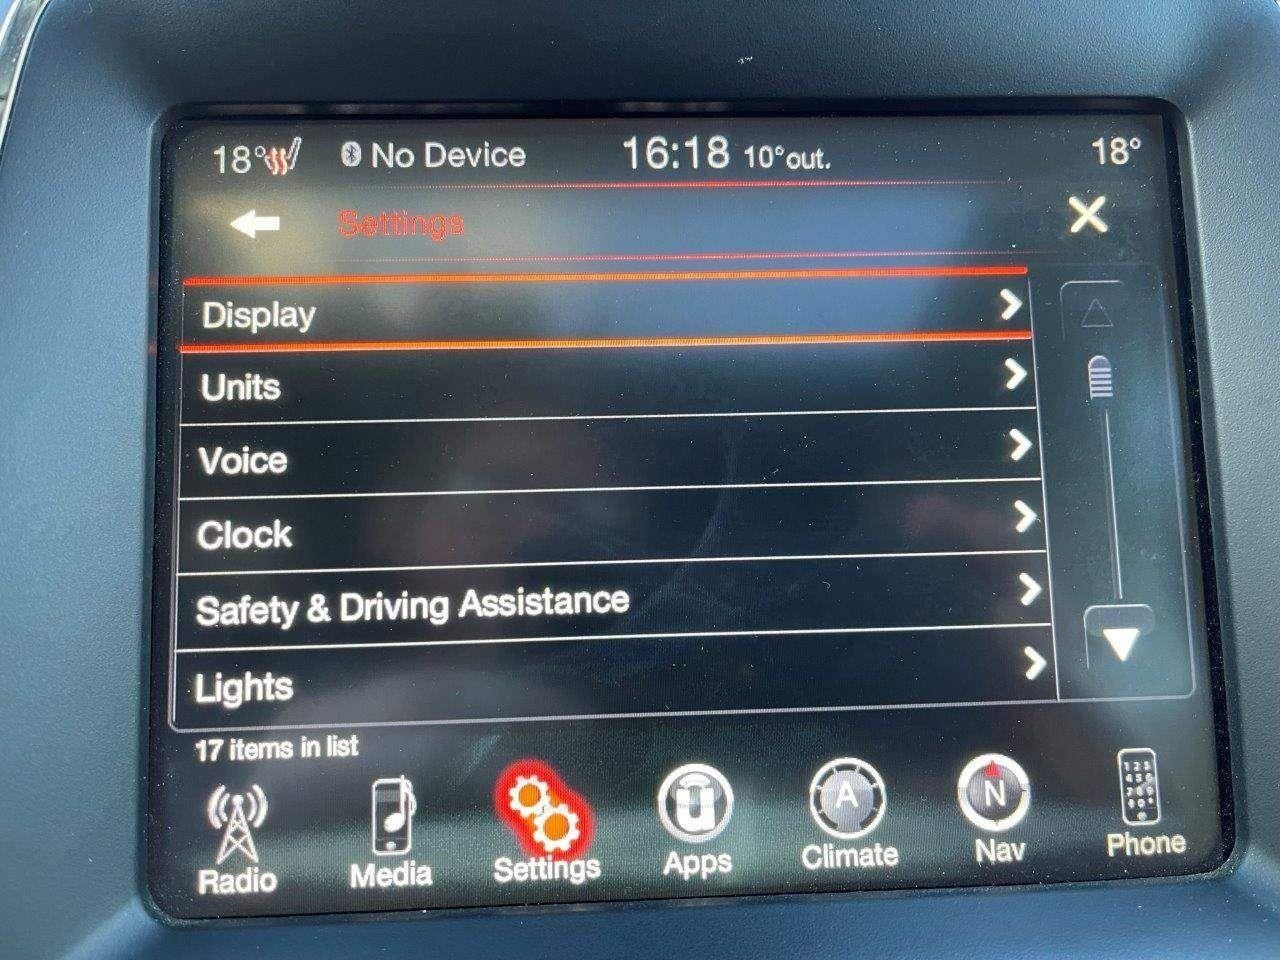 18° No Device 16:18 10°out. 18°
Settings
Display
Units
Voice
Clock
Safety & Driving Assistance
Lights
17 items in list
A N
Radio Media Settings Apps Climate Nav Phone